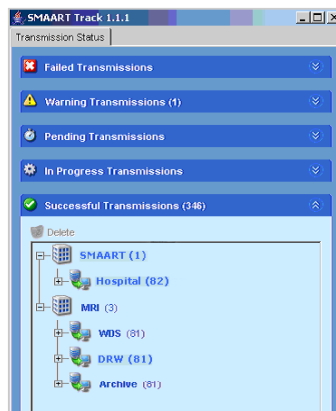 SMAART Track 1.1.1
Transmission Status
Failed Transmissions
Warning Transmissions (1)
Pending Transmissions
In Progress Transmissions
Successful Transmissions (346)
Delete
SMAART (1)
Hospital (82)
MRI (3)
WDS (81)
DRW (81)
Archive (81)